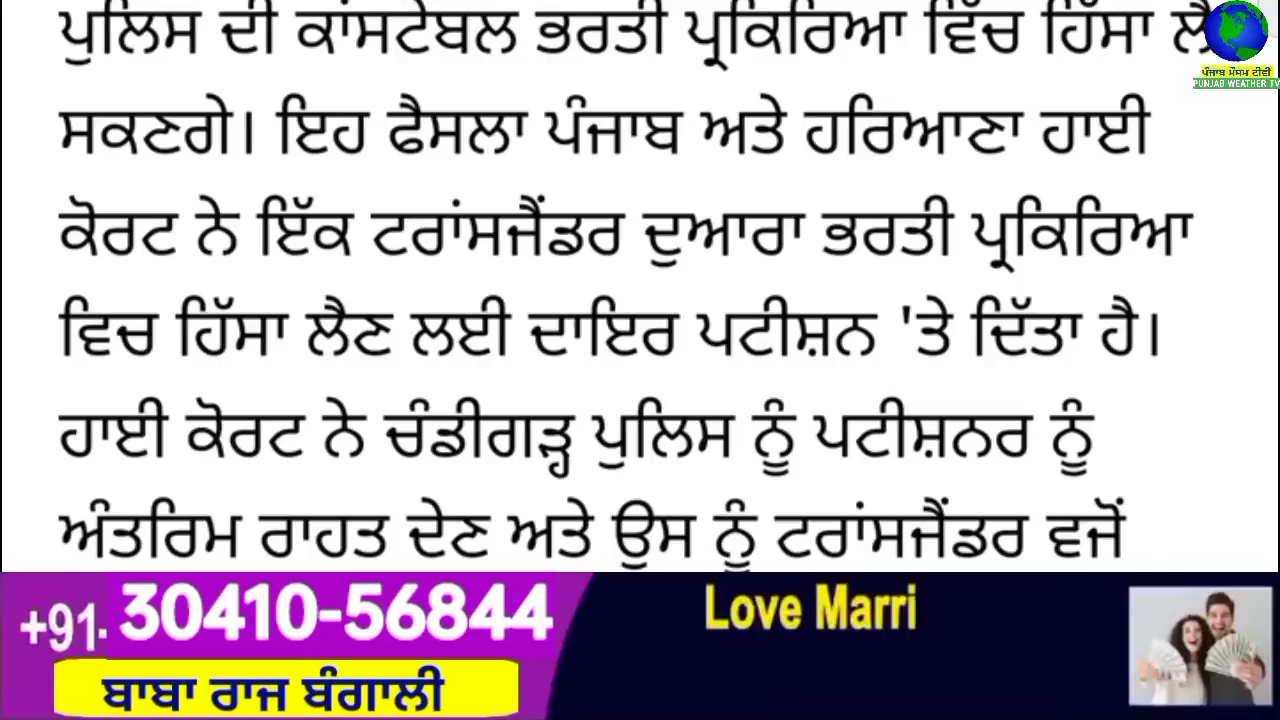 ਪੁਲਿਸ ਦੀ ਕਾਂਸਟੇਬਲ ਭਰਤੀ ਪ੍ਰਕਿਰਿਆ ਵਿੱਚ ਹਿੱਸਾ ਲੈ
ਸਕਣਗੇ। ਇਹ ਫੈਸਲਾ ਪੰਜਾਬ ਅਤੇ ਹਰਿਆਣਾ ਹਾਈ
ਕੋਰਟ ਨੇ ਇੱਕ ਟਰਾਂਸਜੈਂਡਰ ਦੁਆਰਾ ਭਰਤੀ ਪ੍ਰਕਿਰਿਆ
ਵਿਚ ਹਿੱਸਾ ਲੈਣ ਲਈ ਦਾਇਰ ਪਟੀਸ਼ਨ 'ਤੇ ਦਿੱਤਾ ਹੈ।
ਹਾਈ ਕੋਰਟ ਨੇ ਚੰਡੀਗੜ੍ਹ ਪੁਲਿਸ ਨੂੰ ਪਟੀਸ਼ਨਰ ਨੂੰ
ਅੰਤਰਿਮ ਰਾਹਤ ਦੇਣ ਅਤੇ ਉਸ ਨੂੰ ਟਰਾਂਸਜੈਂਡਰ ਵਜੋਂ
ਪੰਜਾਬ ਮੌਸਮ ਟੀਵੀ
PUNJAB WEATHER TV
+91- 30410-56844
ਬਾਬਾ ਰਾਜ ਬੰਗਾਲੀ
Love Marri